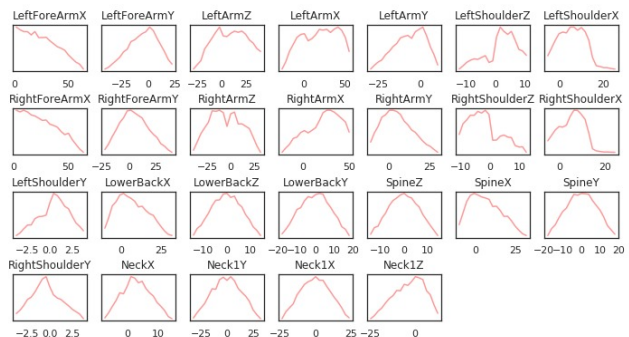 LeftForeArmX LeftForeArmY LeftArmZ LeftArmX LeftArmY LeftShoulderZ LeftShoulderX
0 50 −25 0 25 −25 0 25 0 50 −25 0 0 10 0 20
RightForeArmX RightForeArmY RightArmZ RightArmX RightArmY RightShoulderZ RightShoulderX
0 50 −25 0 25 −25 0 25 0 50 0 25 −10 0 10 0 20
LeftShoulderY LowerBackX LowerBackZ LowerBackY SpineZ SpineX SpineY
−2.5 0.0 2.5 0 25 −10 0 10 −20 −10 0 10 20 −10 0 10 0 25 −20 −10 0 10 20
RightShoulderY NeckX Neck1Y Neck1X Neck1Z
−2.5 0.0 2.5 0 10 −25 0 25 −25 0 25 −25 0